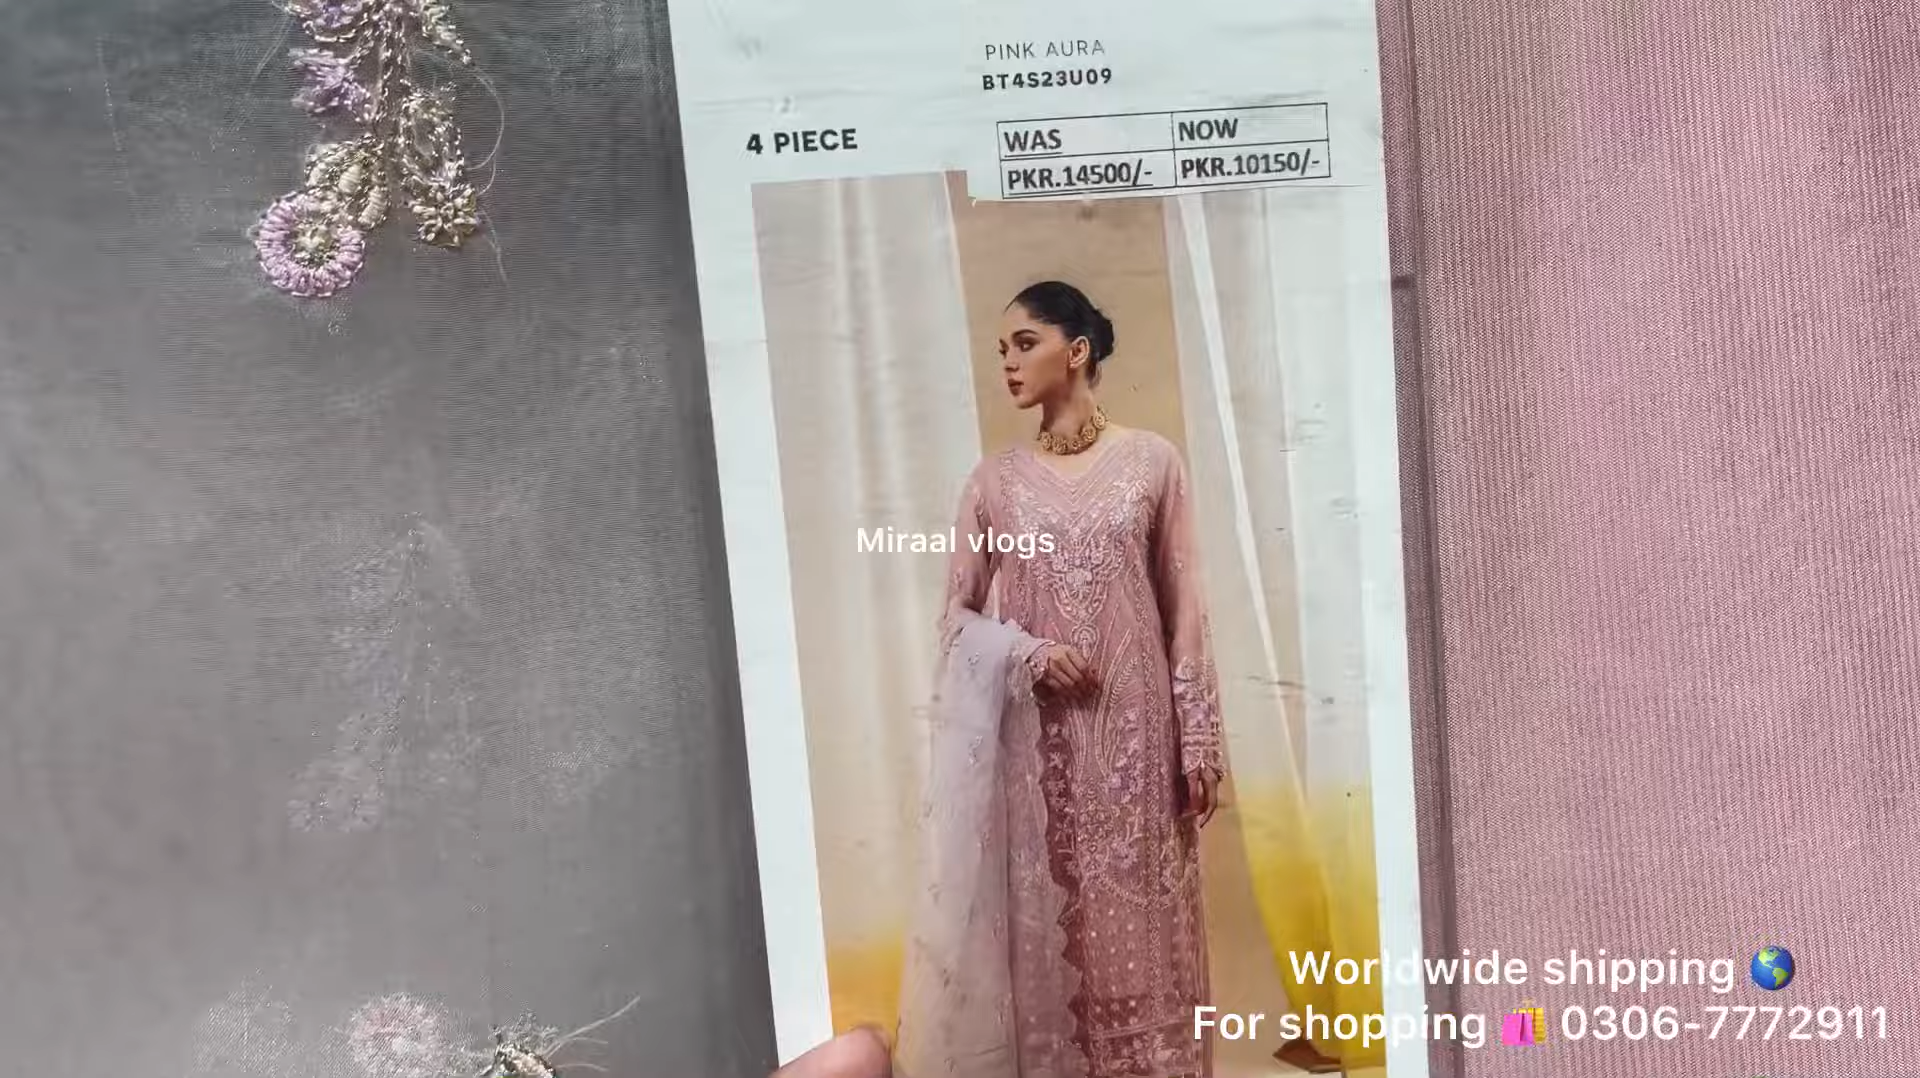 PINK AURA
BT4S23U09
4 PIECE
WAS NOW
PKR.14500/- PKR.10150/-
Miraal vlogs
Worldwide shipping 🌎
For shopping 🛍️ 0306-7772911